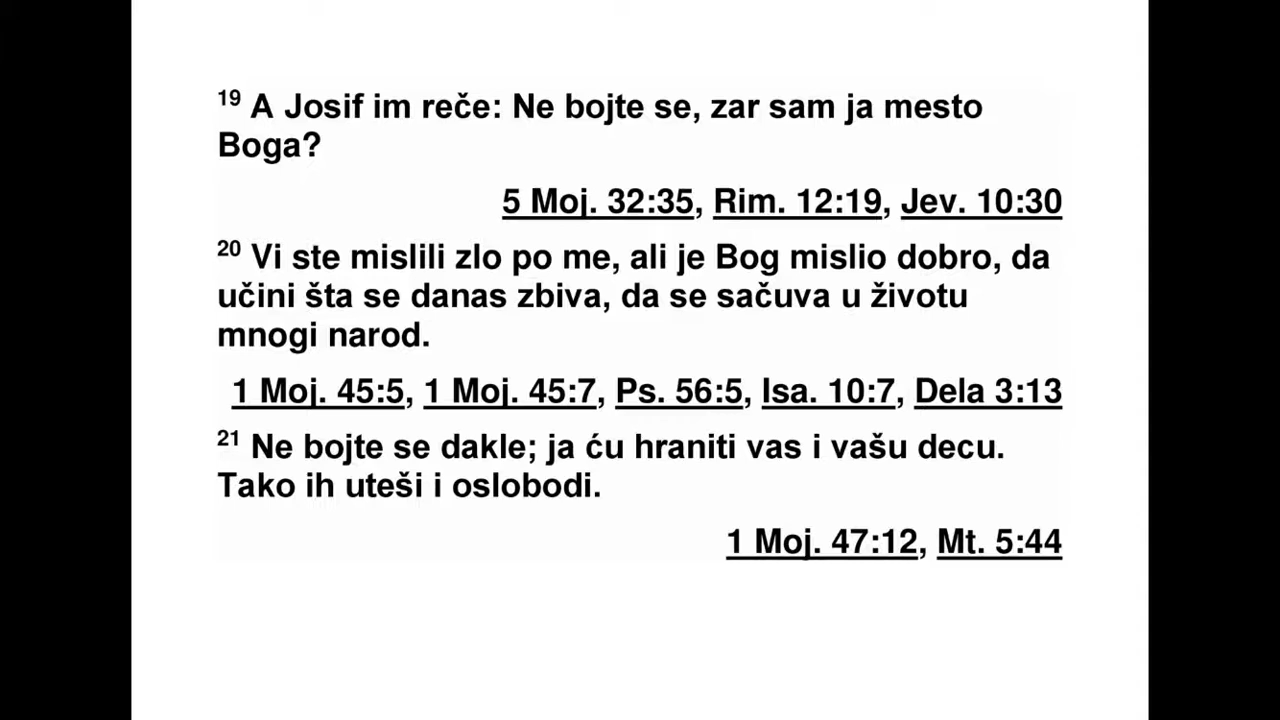 19 A Josif im reče: Ne bojte se, zar sam ja mesto
Boga?
5 Moj. 32:35, Rim. 12:19, Jev. 10:30
20 Vi ste mislili zlo po me, ali je Bog mislio dobro, da
učini šta se danas zbiva, da se sačuva u životu
mnogi narod.
1 Moj. 45:5, 1 Moj. 45:7, Ps. 56:5, Isa. 10:7, Dela 3:13
21 Ne bojte se dakle; ja ću hraniti vas i vašu decu.
Tako ih uteši i oslobodi.
1 Moj. 47:12, Mt. 5:44